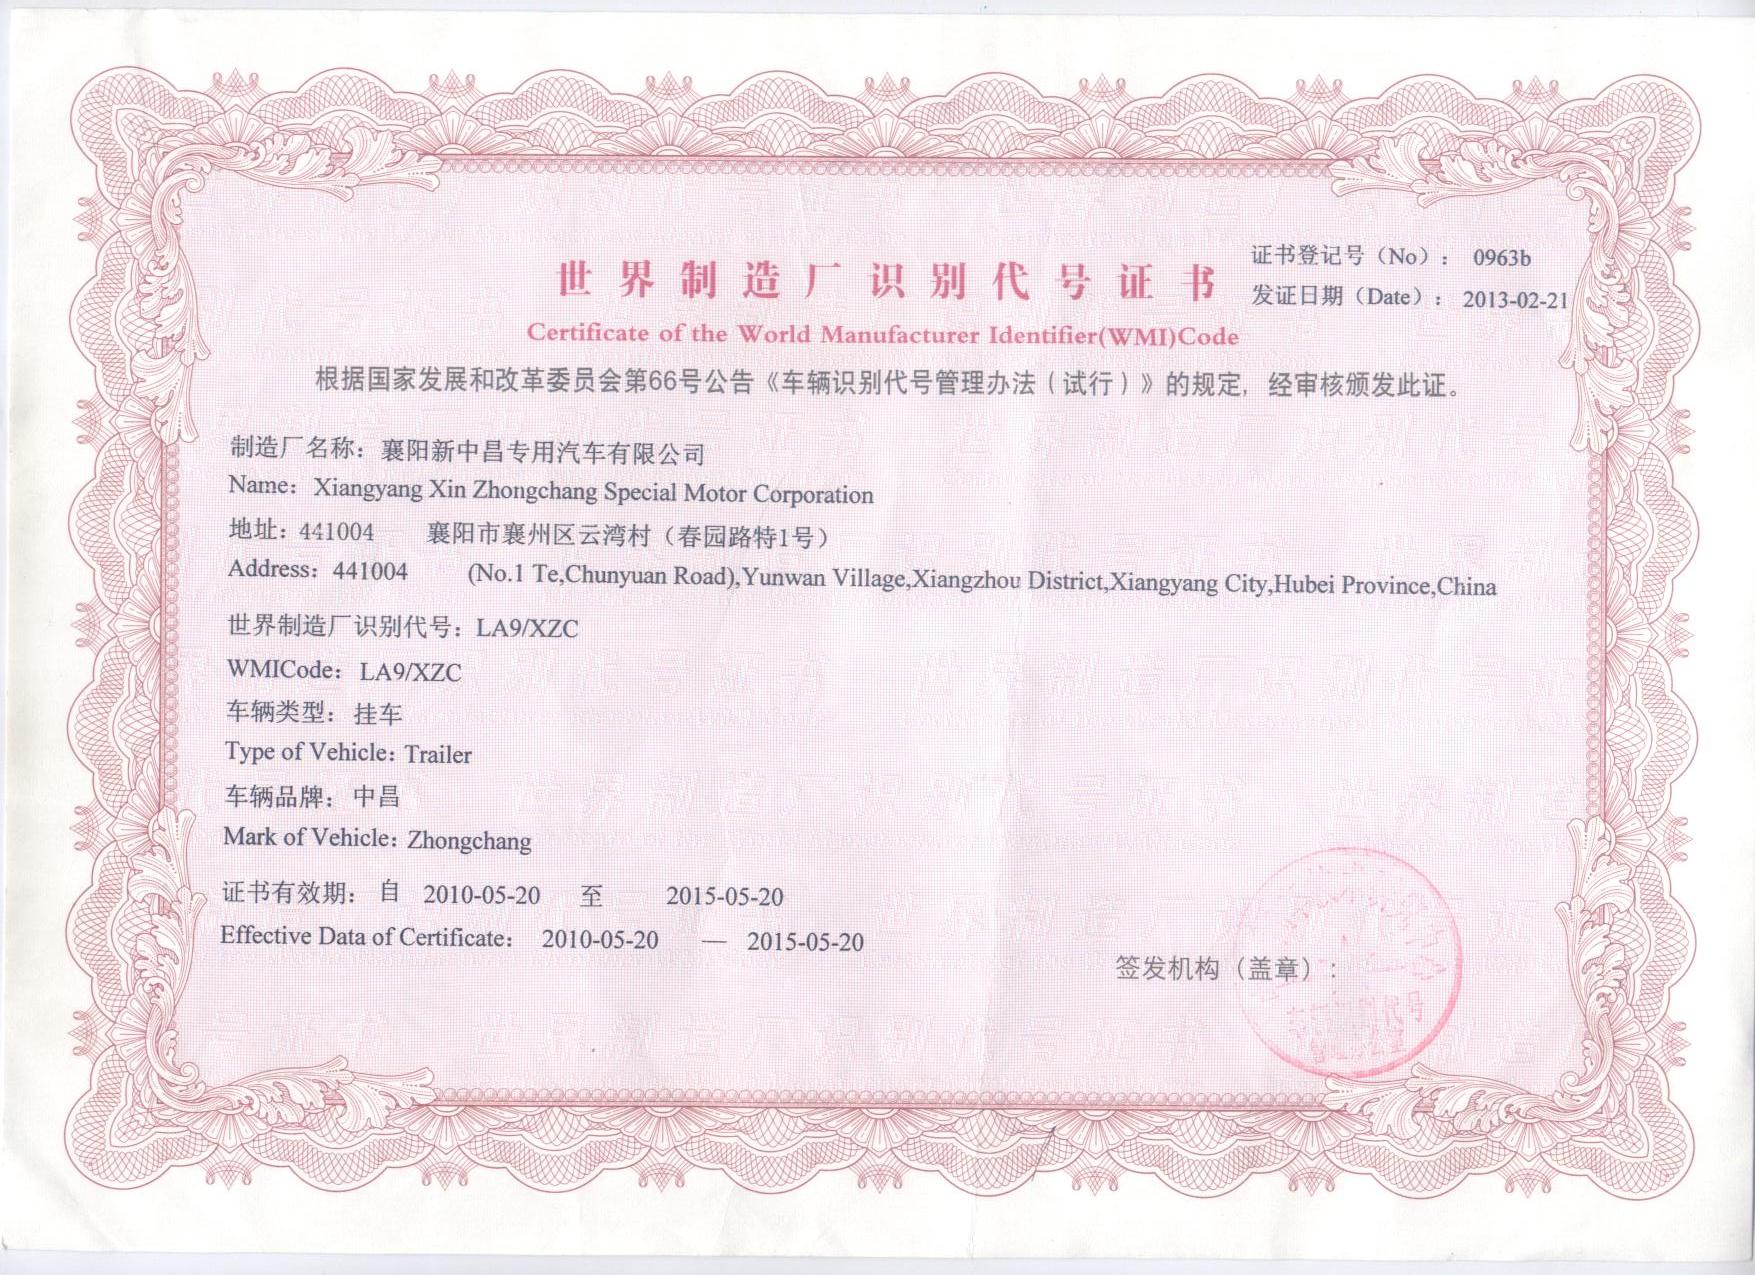 证书登记号（No）： 0963b
世界制造厂识别代号证书
发证日期（Date）： 2013-02-21
Certificate of the World Manufacturer Identifier(WMI)Code
根据国家发展和改革委员会第66号公告《车辆识别代号管理办法（试行）》的规定，经审核颁发此证。
制造厂名称：襄阳新中昌专用汽车有限公司
Name：Xiangyang Xin Zhongchang Special Motor Corporation
地址：441004 襄阳市襄州区云湾村（春园路特1号）
Address：441004 (No.1 Te,Chunyuan Road),Yunwan Village,Xiangzhou District,Xiangyang City,Hubei Province,China
世界制造厂识别代号：LA9/XZC
WMICode：LA9/XZC
车辆类型：挂车
Type of Vehicle：Trailer
车辆品牌：中昌
Mark of Vehicle：Zhongchang
证书有效期：自 2010-05-20 至 2015-05-20
Effective Data of Certificate： 2010-05-20 — 2015-05-20
签发机构（盖章）：